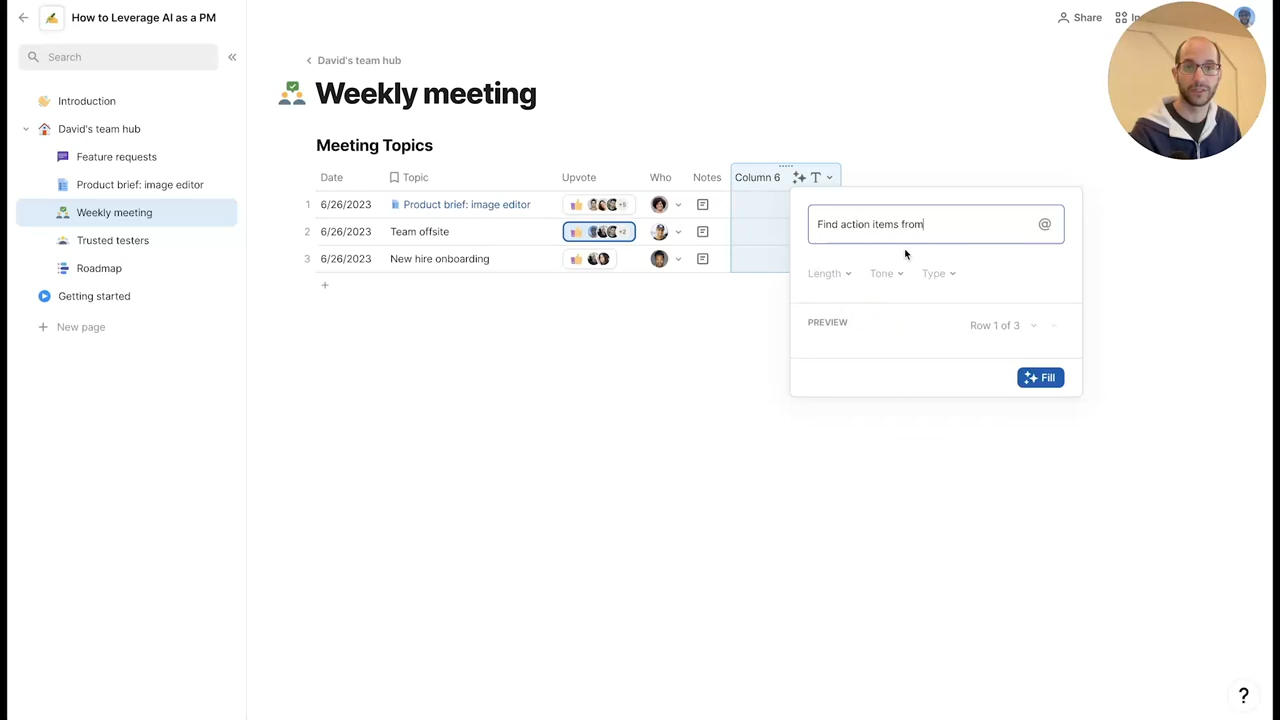 How to Leverage AI as a PM
Share
Search
David's team hub
Weekly meeting
Introduction
David's team hub
Feature requests
Product brief: image editor
Weekly meeting
Trusted testers
Roadmap
Getting started
New page
Meeting Topics
Date Topic Upvote Who Notes Column 6
1 6/26/2023 Product brief: image editor +5
2 6/26/2023 Team offsite +2
3 6/26/2023 New hire onboarding
Find action items from @
Length Tone Type
PREVIEW Row 1 of 3
Fill
?